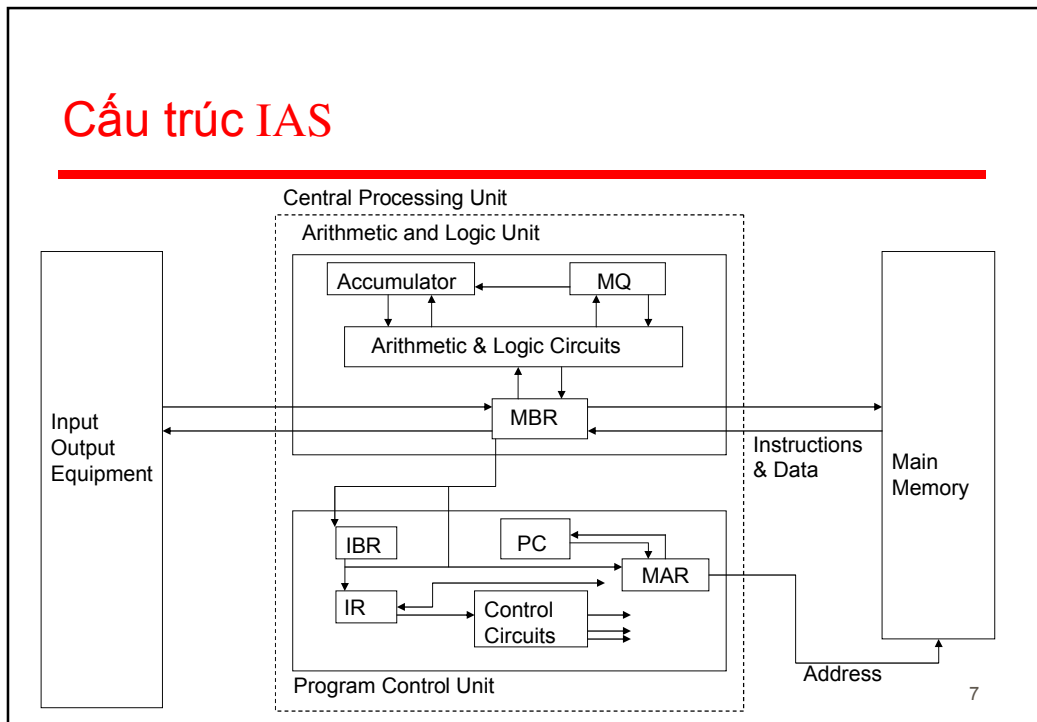 Cấu trúc IAS
Central Processing Unit
Arithmetic and Logic Unit
Accumulator
MQ
Arithmetic & Logic Circuits
MBR
Input
Output
Equipment
Instructions
& Data
Main
Memory
IBR
PC
MAR
IR
Control
Circuits
Program Control Unit
Address
7